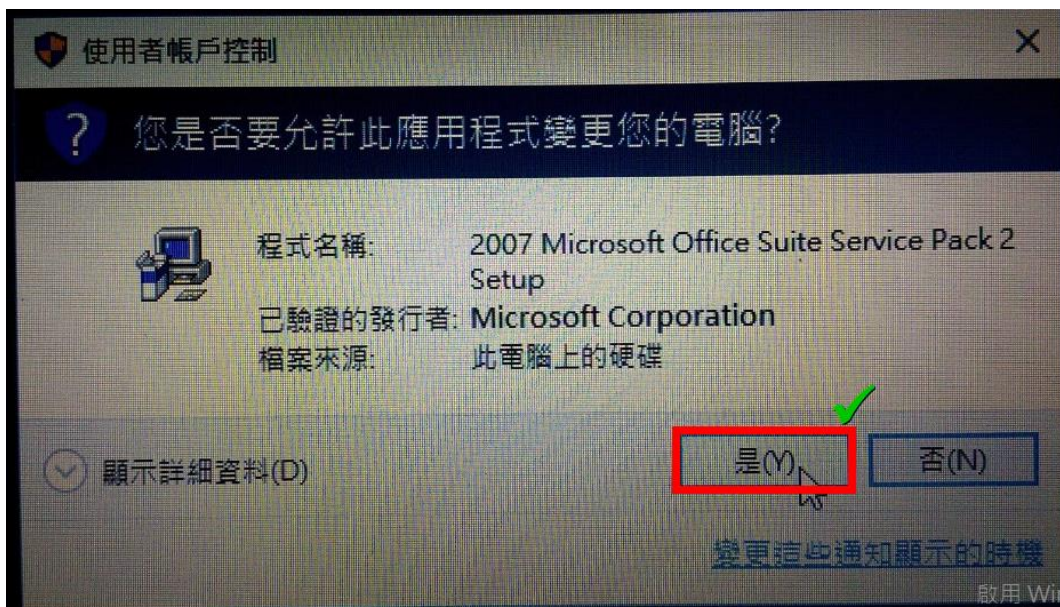 使用者帳戶控制
您是否要允許此應用程式變更您的電腦?
程式名稱: 2007 Microsoft Office Suite Service Pack 2
Setup
已驗證的發行者: Microsoft Corporation
檔案來源: 此電腦上的硬碟
顯示詳細資料(D)
是(Y)
否(N)
變更這些通知顯示的時機
啟用 Wi